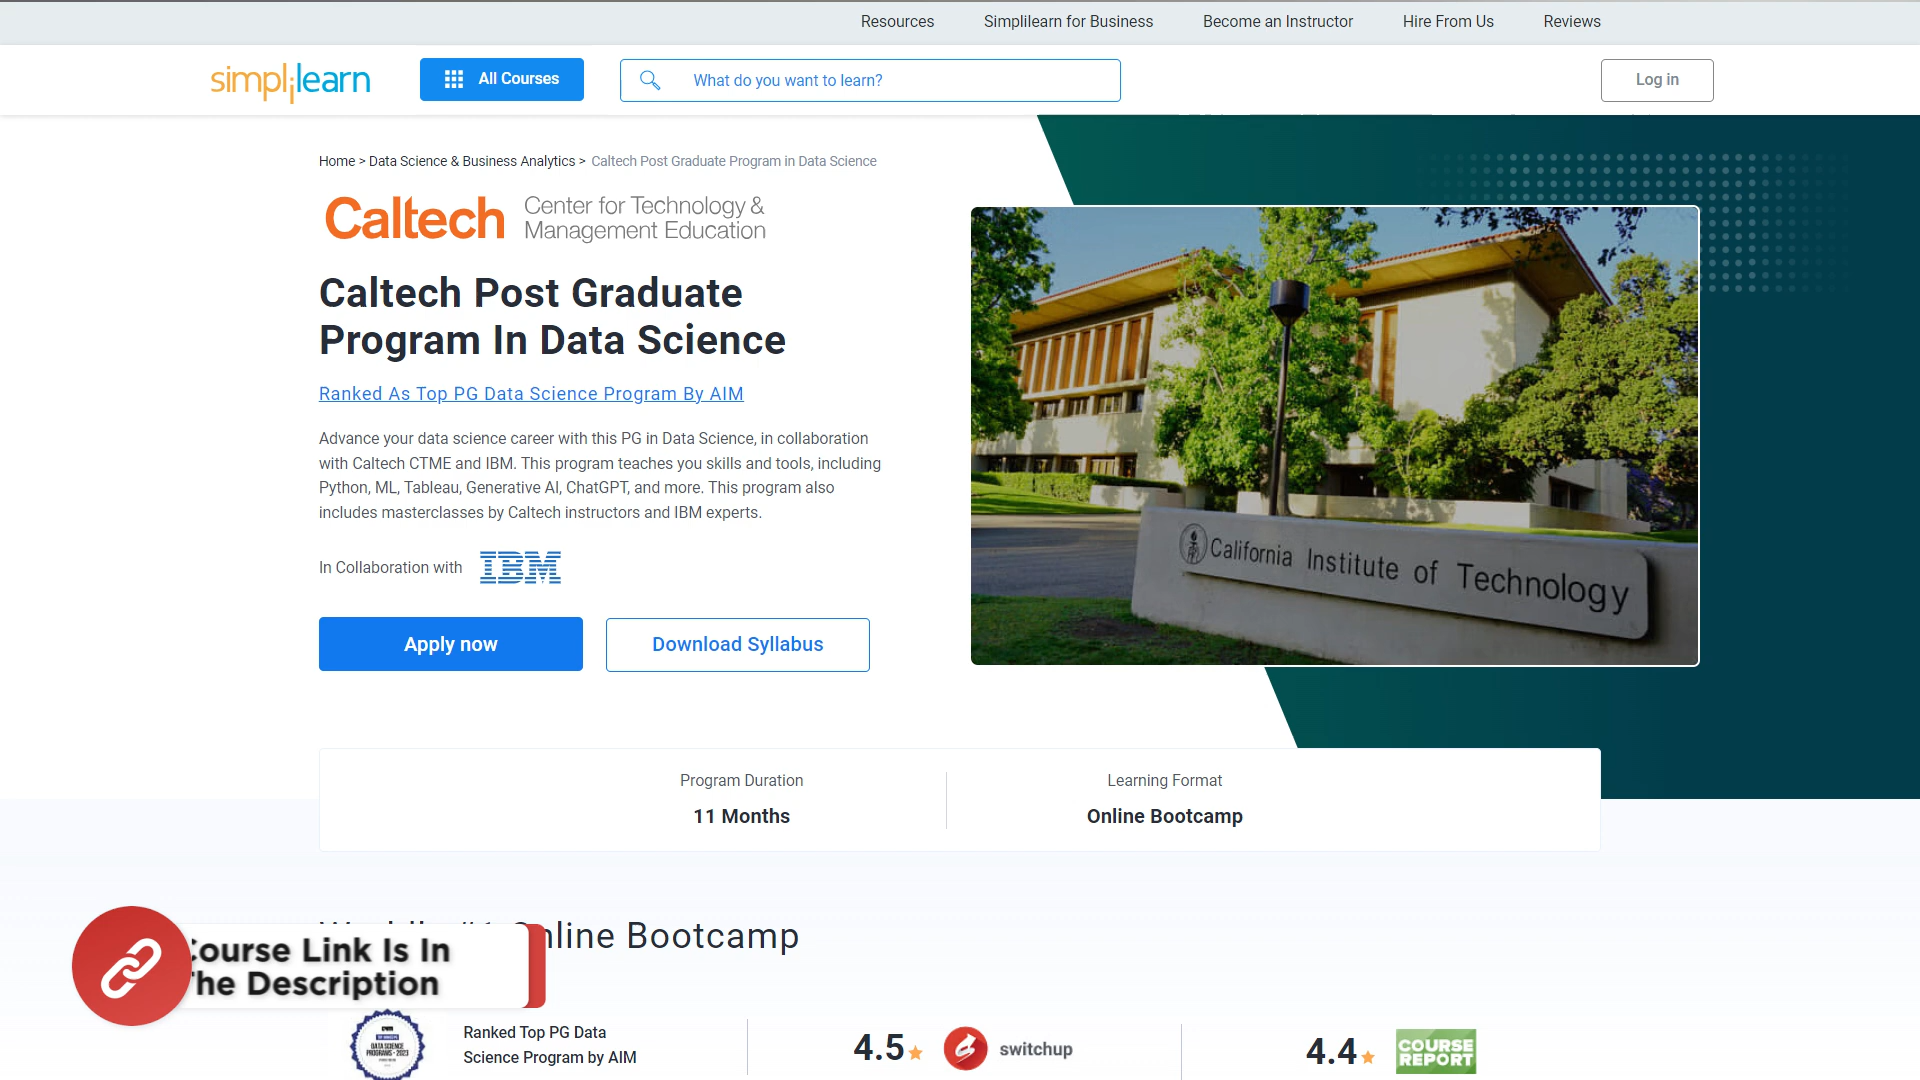 Resources Simplilearn for Business Become an Instructor Hire From Us Reviews
simplilearn All Courses What do you want to learn? Log in
Home > Data Science & Business Analytics > Caltech Post Graduate Program in Data Science
Caltech Center for Technology &
Management Education
Caltech Post Graduate
Program In Data Science
Ranked As Top PG Data Science Program By AIM
Advance your data science career with this PG in Data Science, in collaboration
with Caltech CTME and IBM. This program teaches you skills and tools, including
Python, ML, Tableau, Generative AI, ChatGPT, and more. This program also
includes masterclasses by Caltech instructors and IBM experts.
In Collaboration with IBM
Apply now Download Syllabus
California Institute of Technology
Program Duration
11 Months
Learning Format
Online Bootcamp
Online Bootcamp
Course Link Is In
The Description
DATA SCIENCE
PROGRAMS - 2023
Ranked Top PG Data
Science Program by AIM
4.5 switchup
4.4 COURSE
REPORT